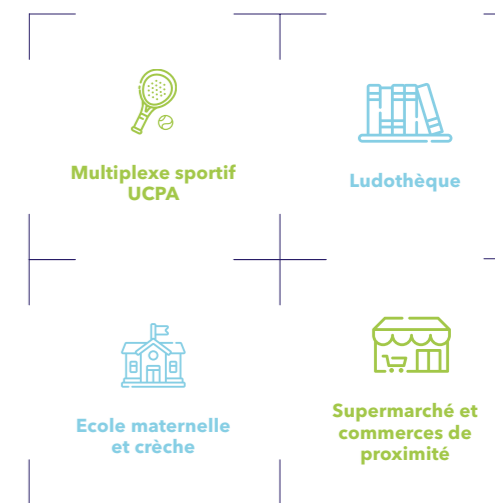 Multiplexe sportif
UCPA
Ludothèque
Ecole maternelle
et crèche
Supermarché et
commerces de
proximité